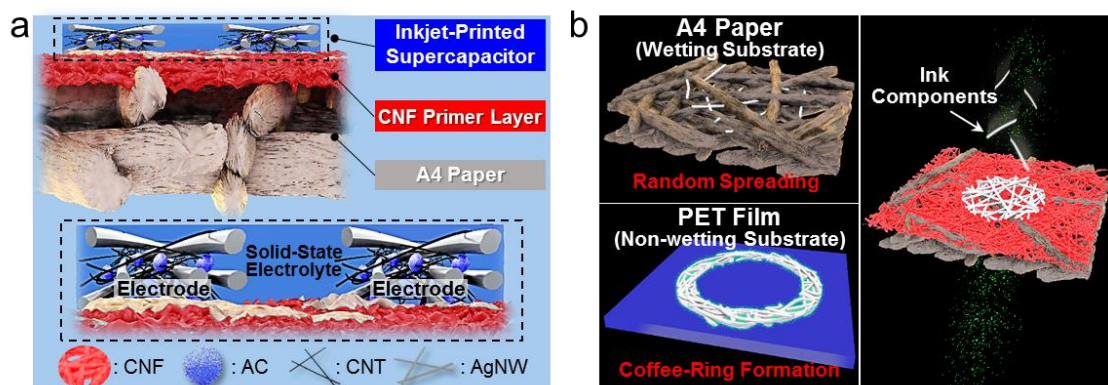 a
Inkjet-Printed
Supercapacitor
CNF Primer Layer
A4 Paper
Solid-State
Electrolyte
Electrode
Electrode
: CNF
: AC
: CNT
: AgNW
b
A4 Paper
(Wetting Substrate)
Random Spreading
PET Film
(Non-wetting Substrate)
Coffee-Ring Formation
Ink
Components